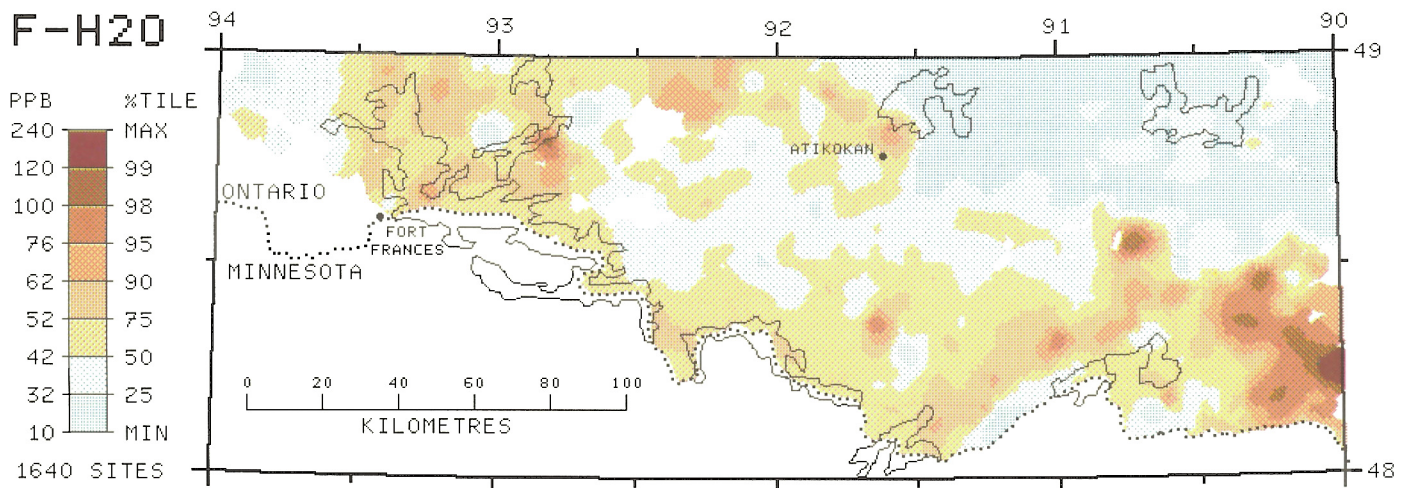 F-H2O
94 93 92 91 90
49
PPB %TILE
240 MAX
120 99
100 98
76 95
62 90
52 75
42 50
32 25
10 MIN
1640 SITES
ATIKOKAN
ONTARIO
FORT
FRANCES
MINNESOTA
0 20 40 60 80 100
KILOMETRES
48